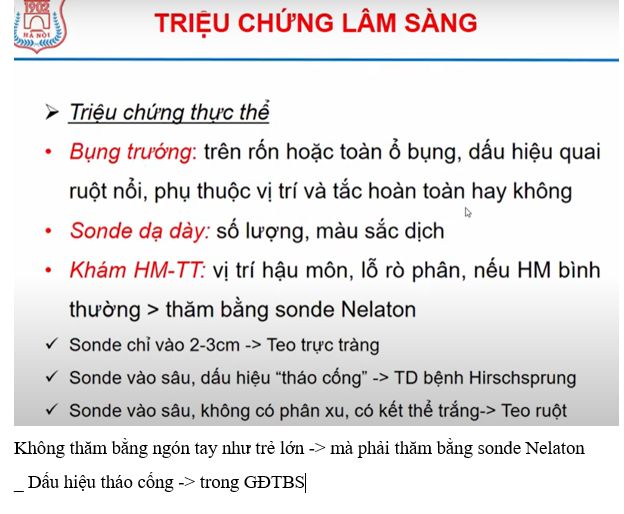 1902
HÀ NỘI
TRIỆU CHỨNG LÂM SÀNG
➤ Triệu chứng thực thể
• Bụng trướng: trên rốn hoặc toàn ổ bụng, dấu hiệu quai
ruột nổi, phụ thuộc vị trí và tắc hoàn toàn hay không
• Sonde dạ dày: số lượng, màu sắc dịch
• Khám HM-TT: vị trí hậu môn, lỗ rò phân, nếu HM bình
thường > thăm bằng sonde Nelaton
✓ Sonde chỉ vào 2-3cm -> Teo trực tràng
✓ Sonde vào sâu, dấu hiệu “tháo cống” -> TD bệnh Hirschsprung
✓ Sonde vào sâu, không có phân xu, có kết thể trắng-> Teo ruột
Không thăm bằng ngón tay như trẻ lớn -> mà phải thăm bằng sonde Nelaton
_ Dấu hiệu tháo cống -> trong GĐTBS